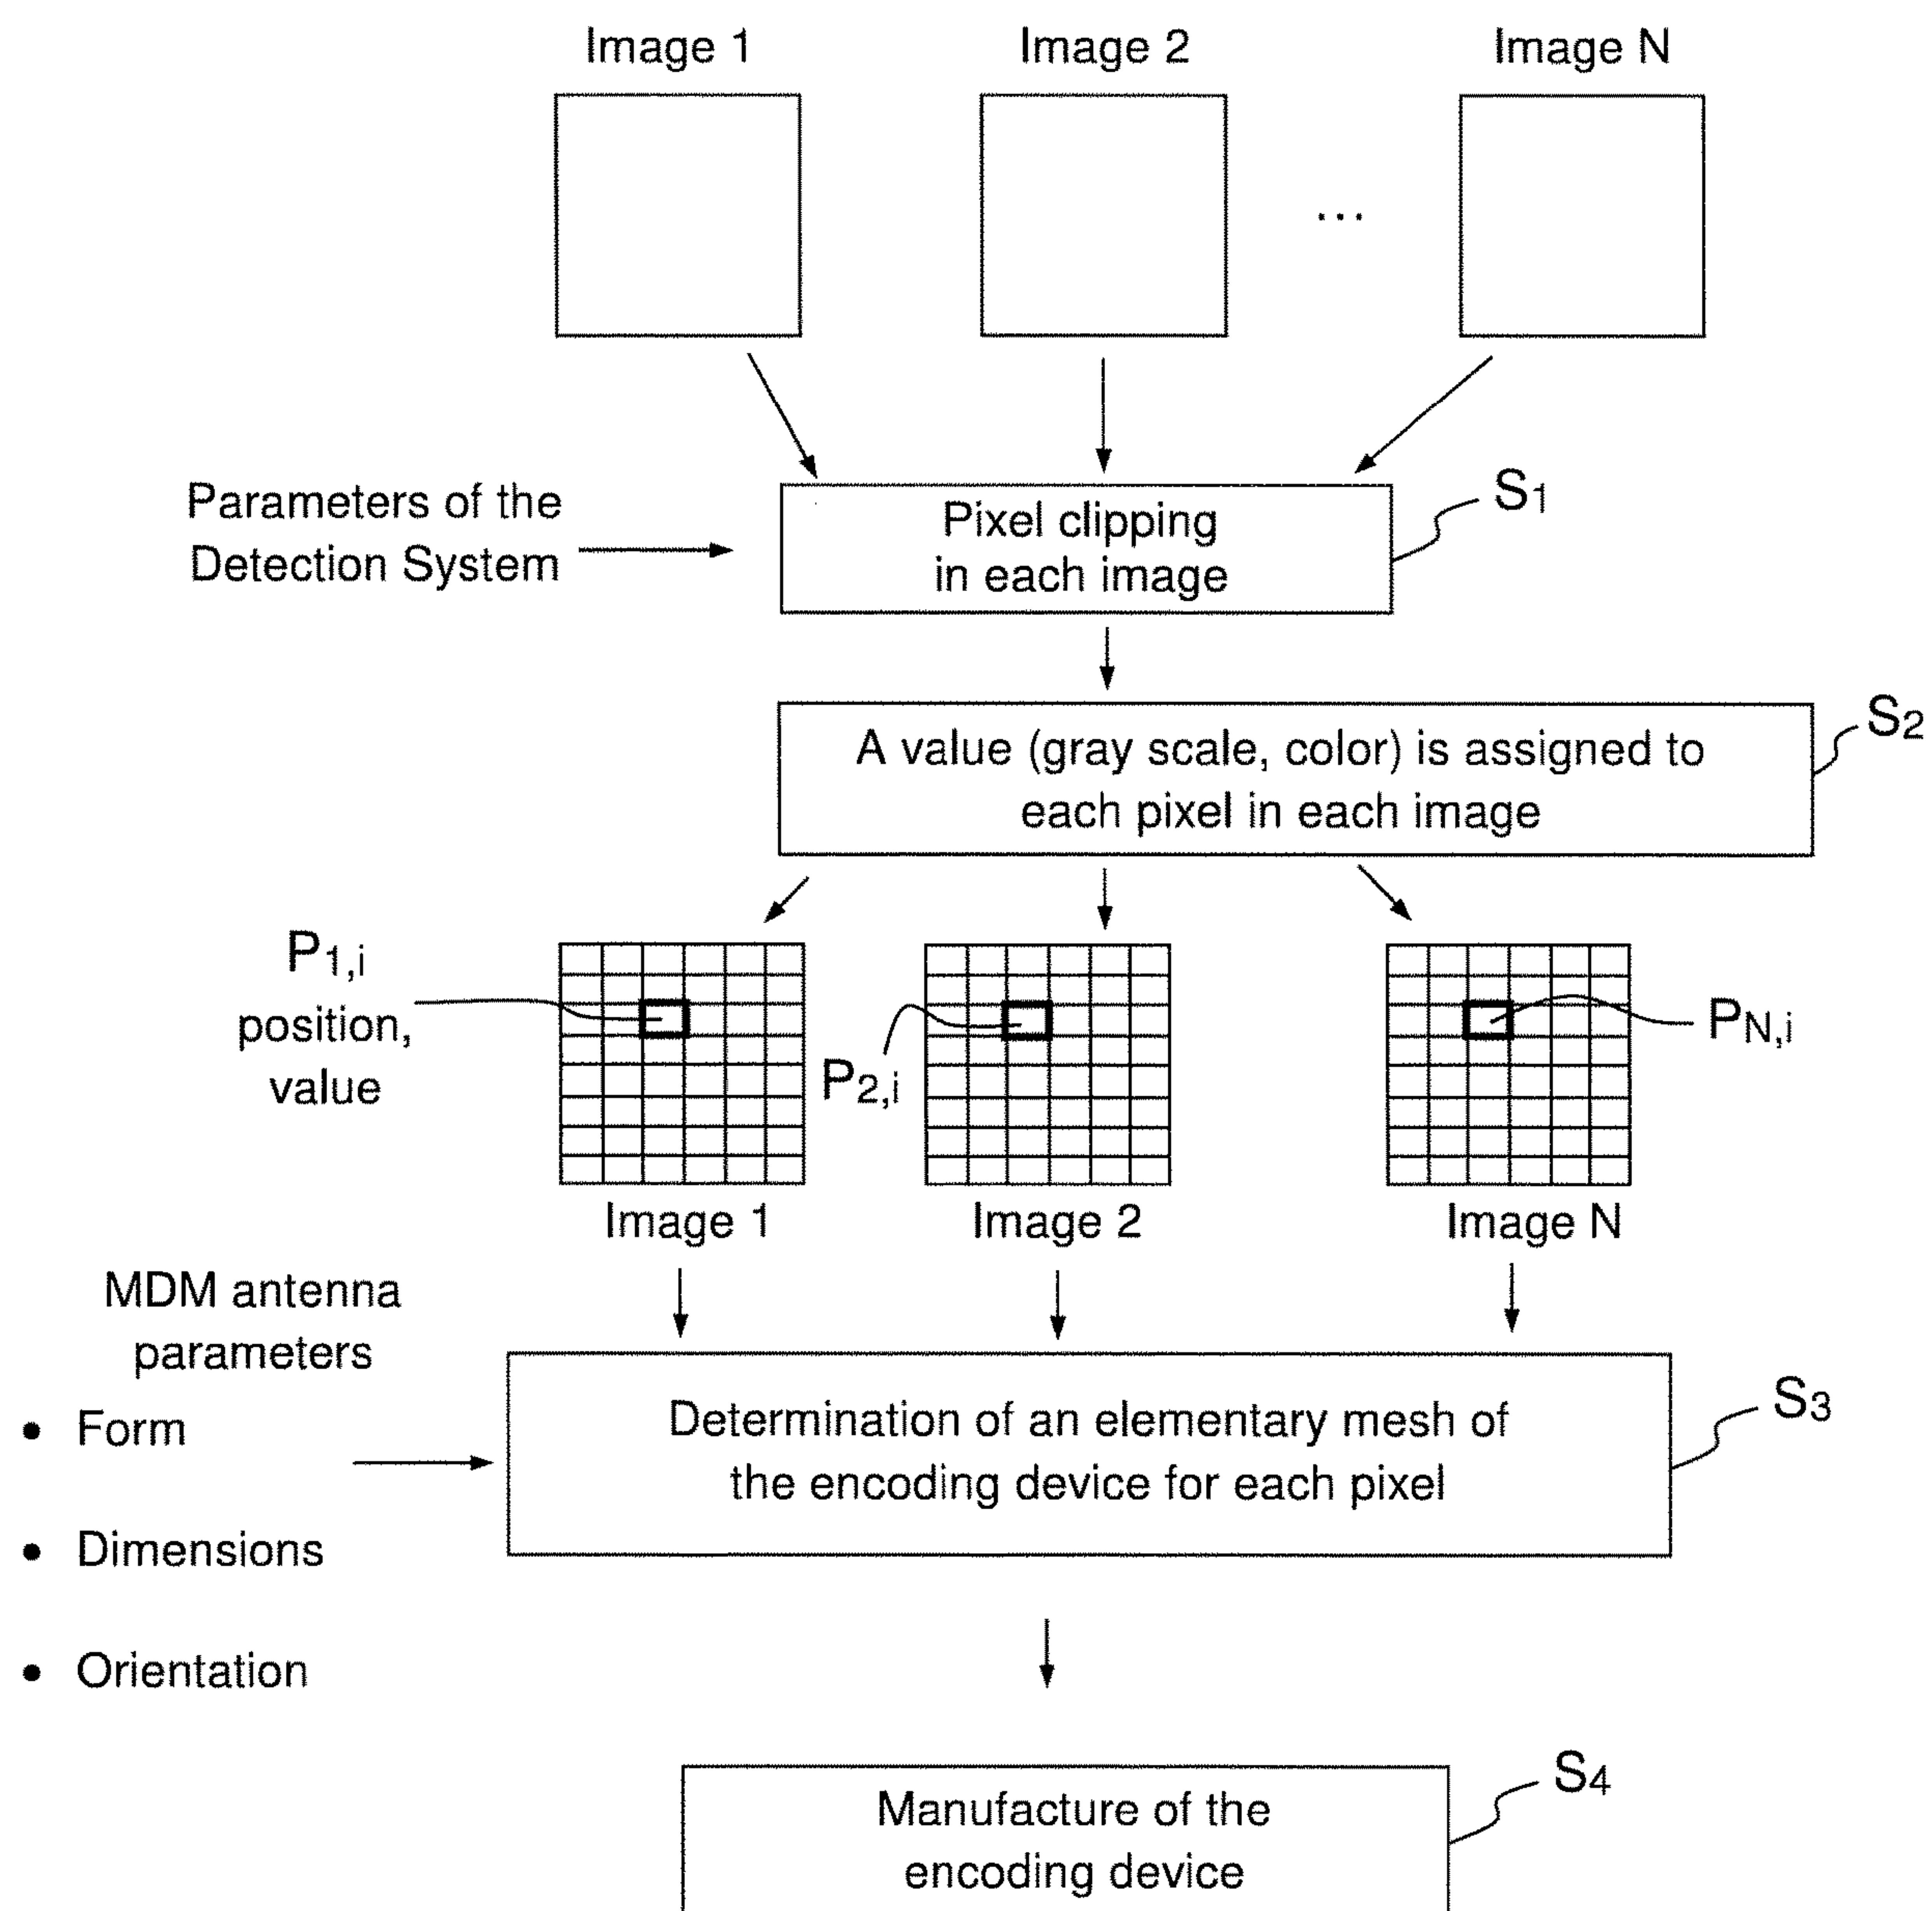 Image 1
Image 2
Image N
...
Parameters of the
Detection System
Pixel clipping
in each image
S1
A value (gray scale, color) is assigned to
each pixel in each image
S2
P1,i
position,
value
P2,i
PN,i
Image 1
Image 2
Image N
MDM antenna
parameters
• Form
• Dimensions
• Orientation
Determination of an elementary mesh of
the encoding device for each pixel
S3
Manufacture of the
encoding device
S4